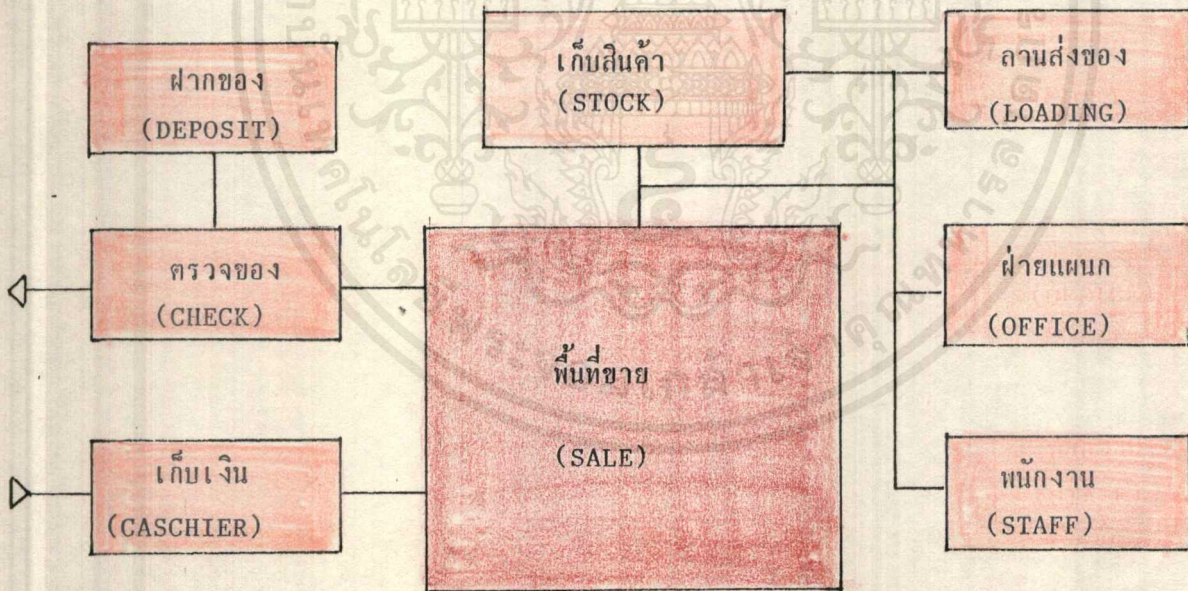 ฝากของ
(DEPOSIT)
เก็บสินค้า
(STOCK)
ลานส่งของ
(LOADING)
ตรวจของ
(CHECK)
พื้นที่ขาย
(SALE)
ฝ่ายแผนก
(OFFICE)
เก็บเงิน
(CASCHIER)
พนักงาน
(STAFF)